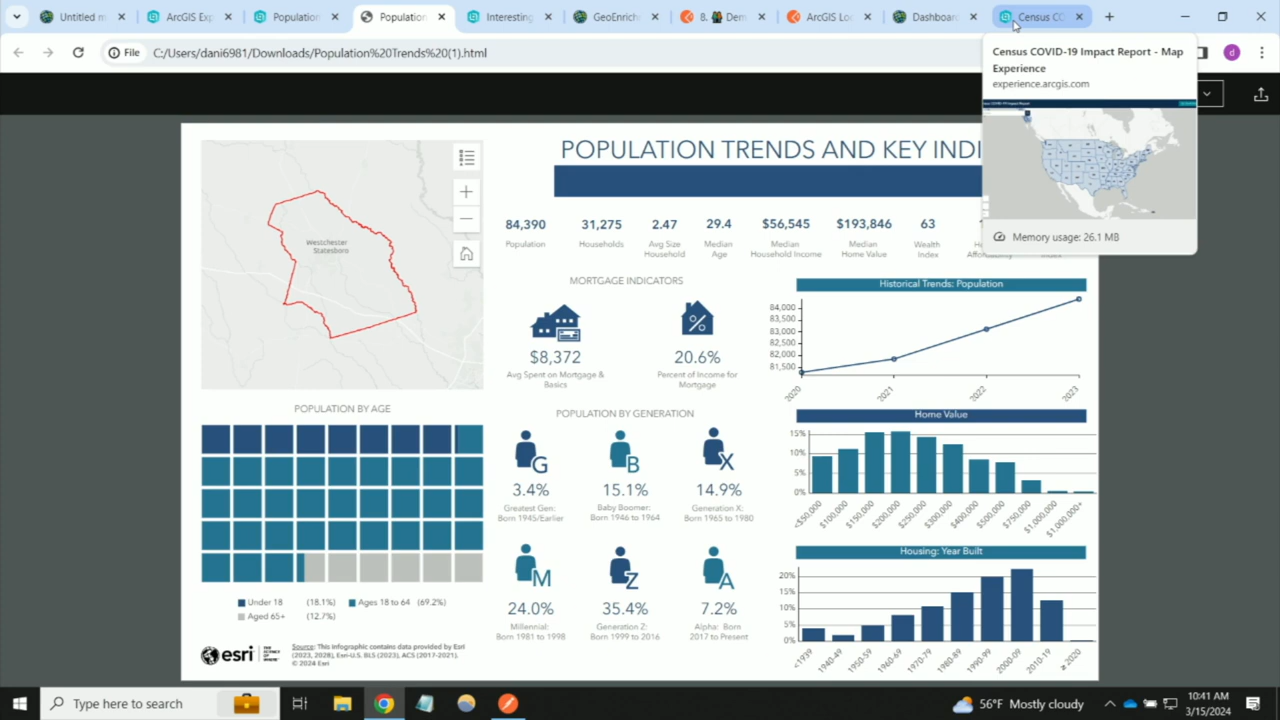 Untitled m
ArcGIS Exp
Population
Population
Interesting
GeoEnrich
8. Dem
ArcGIS Lo
Dashboard
Census CO
File
C:/Users/dani6981/Downloads/Population%20Trends%20(1).html
d
Census COVID-19 Impact Report - Map
Experience
experience.arcgis.com
Memory usage: 26.1 MB
POPULATION TRENDS AND KEY INDI
84,390
Population
31,275
Households
2.47
Avg Size
Household
29.4
Median
Age
$56,545
Median
Household Income
$193,846
Median
Home Value
63
Wealth
Index
Westchester
Statesboro
MORTGAGE INDICATORS
$8,372
Avg Spent on Mortgage &
Basics
20.6%
Percent of Income for
Mortgage
Historical Trends: Population
84,000
83,500
83,000
82,500
82,000
81,500
2020
2021
2022
2023
POPULATION BY AGE
Under 18 (18.1%)
Ages 18 to 64 (69.2%)
Aged 65+ (12.7%)
POPULATION BY GENERATION
G
3.4%
Greatest Gen:
Born 1945/Earlier
B
15.1%
Baby Boomer:
Born 1946 to 1964
X
14.9%
Generation X:
Born 1965 to 1980
M
24.0%
Millennial:
Born 1981 to 1998
Z
35.4%
Generation Z:
Born 1999 to 2016
A
7.2%
Alpha: Born
2017 to Present
Home Value
15%
10%
5%
0%
<$50,000
$100,000
$150,000
$200,000
$250,000
$300,000
$400,000
$500,000
$750,000
$1,000,000
$1,000,000+
Housing: Year Built
20%
15%
10%
5%
0%
<1939
1940-49
1950-59
1960-69
1970-79
1980-89
1990-99
2000-09
2010-19
≥ 2020
esri
THE
SCIENCE
OF
WHERE
Source: This infographic contains data provided by Esri
(2023, 2028), Esri-U.S. BLS (2023), ACS (2017-2021).
© 2024 Esri
Type here to search
56°F Mostly cloudy
10:41 AM
3/15/2024